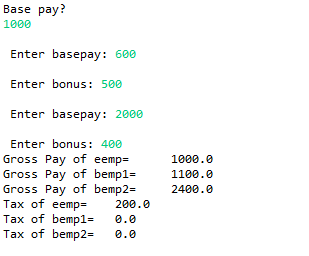 Base pay?
1000
Enter basepay: 600
Enter bonus: 500
Enter basepay: 2000
Enter bonus: 400
Gross Pay of eemp=      1000.0
Gross Pay of bemp1=     1100.0
Gross Pay of bemp2=     2400.0
Tax of eemp=    200.0
Tax of bemp1=   0.0
Tax of bemp2=   0.0